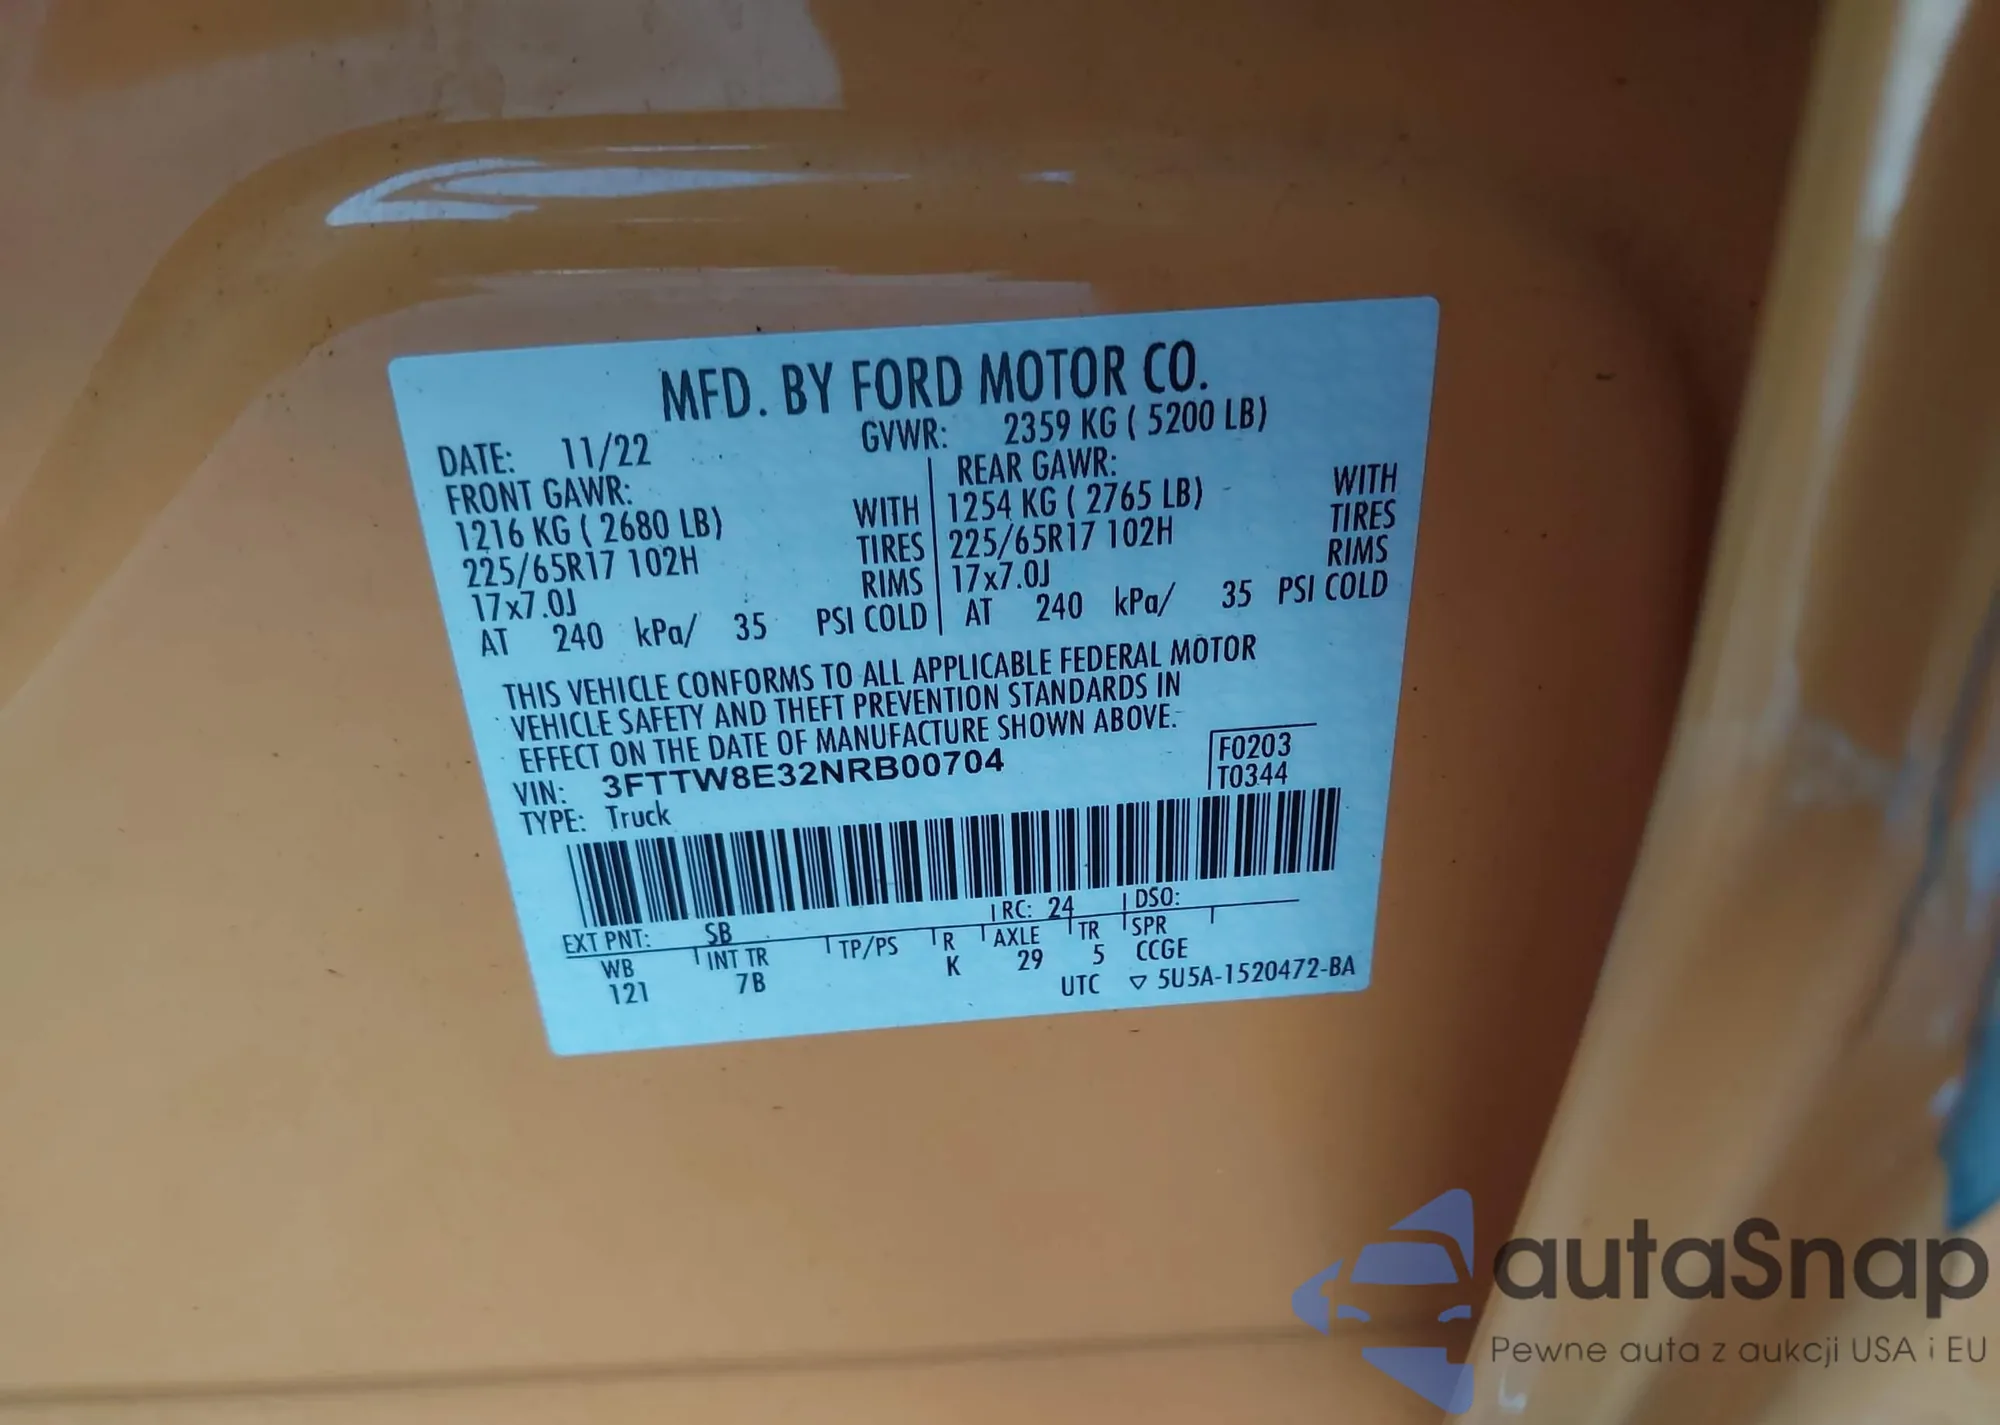 MFD. BY FORD MOTOR CO.
DATE: 11/22 GVWR: 2359 KG ( 5200 LB)
FRONT GAWR: REAR GAWR:
1216 KG ( 2680 LB) WITH 1254 KG ( 2765 LB) WITH
225/65R17 102H TIRES 225/65R17 102H TIRES
17x7.0J RIMS 17x7.0J RIMS
AT 240 kPa/ 35 PSI COLD AT 240 kPa/ 35 PSI COLD
THIS VEHICLE CONFORMS TO ALL APPLICABLE FEDERAL MOTOR
VEHICLE SAFETY AND THEFT PREVENTION STANDARDS IN
EFFECT ON THE DATE OF MANUFACTURE SHOWN ABOVE.
VIN: 3FTTW8E32NRB00704 F0203
TYPE: Truck T0344
EXT PNT: SB RC: 24 DSO:
WB INT TR TP/PS R AXLE TR SPR
121 7B K 29 5 CCGE
UTC ▽ 5U5A-1520472-BA
autaSnap
Pewne auta z aukcji USA i EU